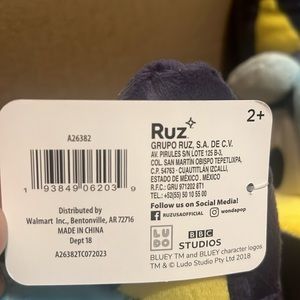 A26382
1 93849 06203 9
Distributed by
Walmart Inc., Bentonville, AR 72716
MADE IN CHINA
Dept 18
A26382TC072023
Ruz
2+
GRUPO RUZ, S.A. DE C.V.
AV. PIRULES S/N LOTE 125 B-3,
COL. SAN MARTIN OBISPO TEPETLIXPA,
C.P. 54763 - CUAUTITLÁN IZCALLI,
ESTADO DE MÉXICO . MÉXICO
R.F.C.: GRU 971202 8T1
TEL.: +52(55) 50 10 55 00
Follow us on Social Media!
RUZUSAOFFICIAL wondapop
LUDO
BBC
STUDIOS
BLUEY TM and BLUEY character logos
TM & © Ludo Studio Pty Ltd 2018